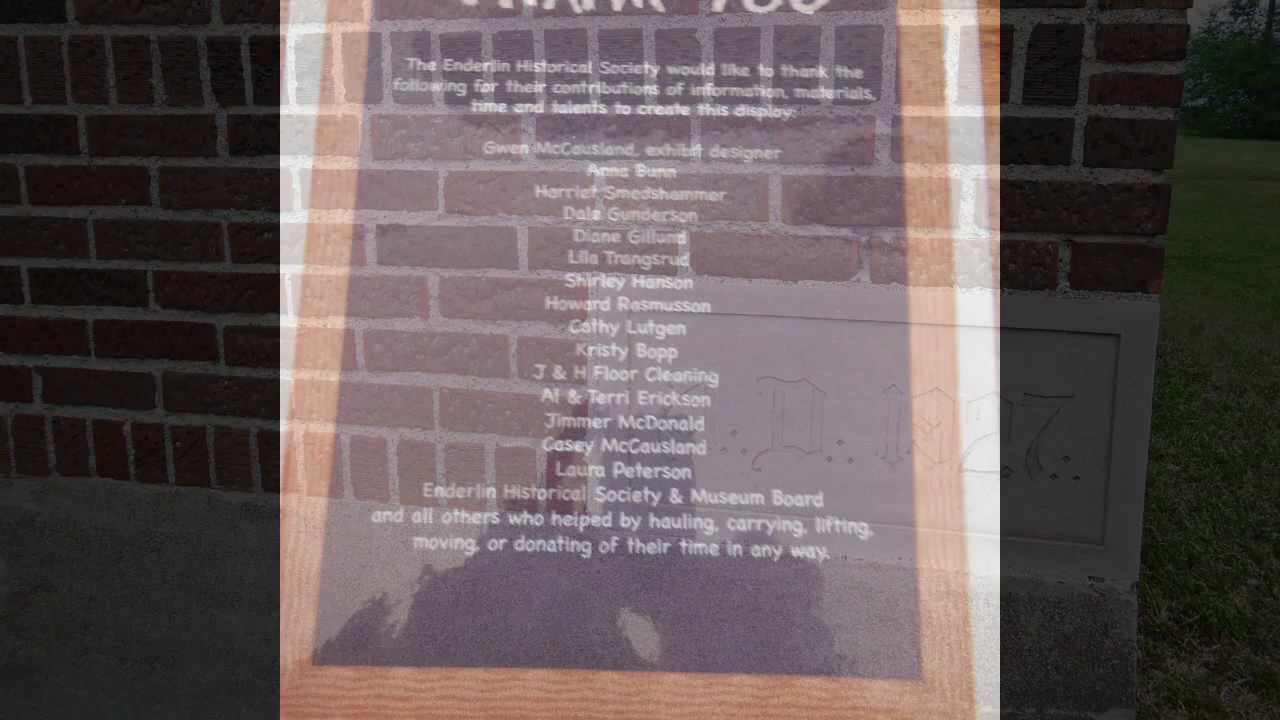 THANK YOU
The Enderlin Historical Society would like to thank the
following for their contributions of information, materials,
time and talents to create this display:
Gwen McCausland, exhibit designer
Anna Bunn
Harriet Smedshammer
Dale Gunderson
Diane Gillund
Lila Trangsrud
Shirley Hanson
Howard Rasmusson
Cathy Lutgen
Kristy Bopp
J & H Floor Cleaning
Al & Terri Erickson
Jimmer McDonald
Casey McCausland
Laura Peterson
Enderlin Historical Society & Museum Board
and all others who helped by hauling, carrying, lifting,
moving, or donating of their time in any way.
D. 1927.